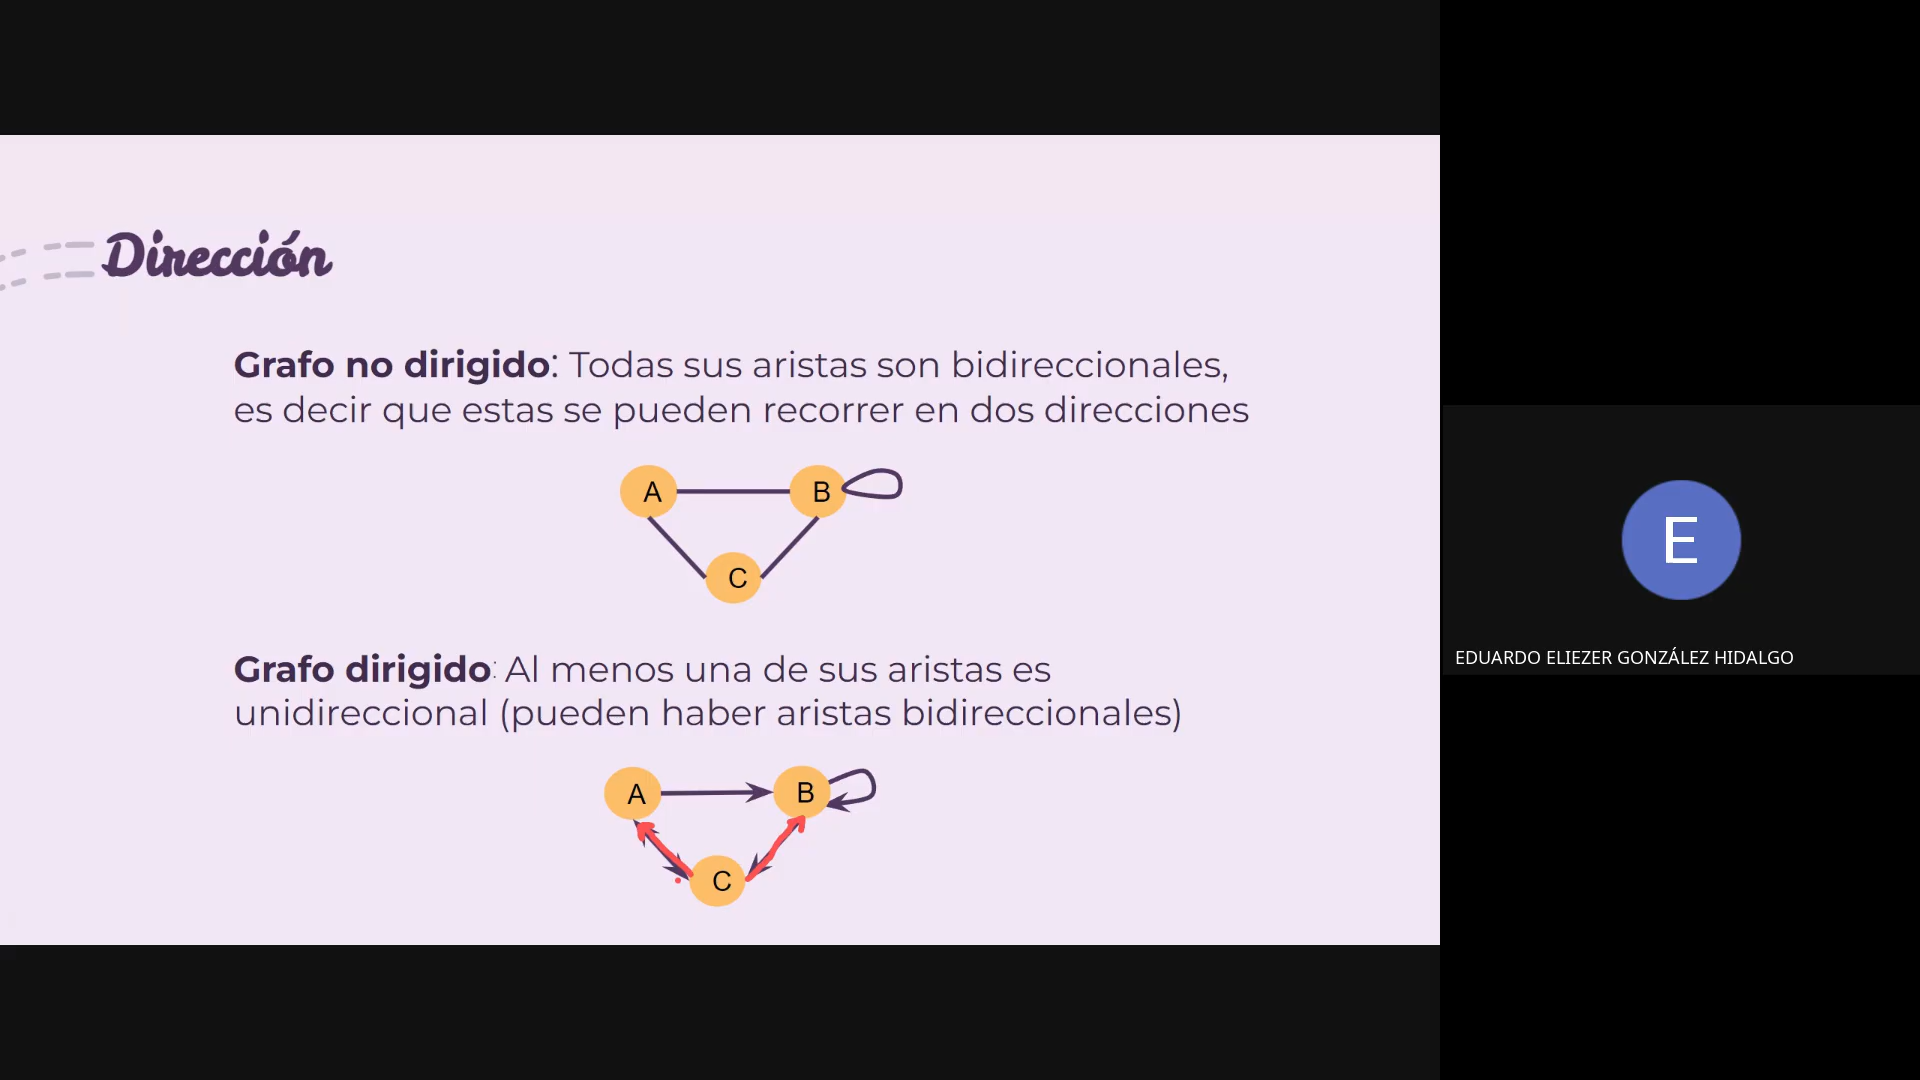 Dirección
Grafo no dirigido: Todas sus aristas son bidireccionales,
es decir que estas se pueden recorrer en dos direcciones
A B
C
Grafo dirigido: Al menos una de sus aristas es
unidireccional (pueden haber aristas bidireccionales)
A B
C
E
EDUARDO ELIEZER GONZÁLEZ HIDALGO